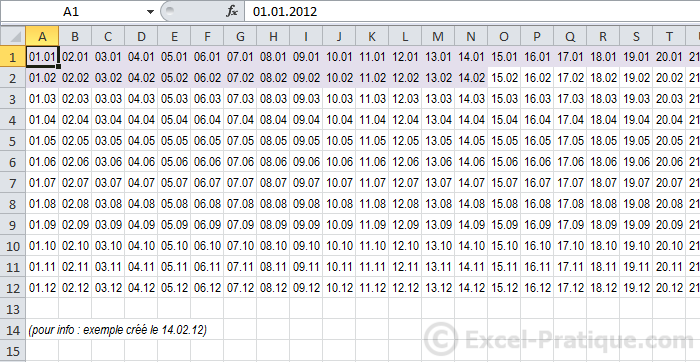 A1 fx 01.01.2012
A B C D E F G H I J K L M N O P Q R S T
1 01.01 02.01 03.01 04.01 05.01 06.01 07.01 08.01 09.01 10.01 11.01 12.01 13.01 14.01 15.01 16.01 17.01 18.01 19.01 20.01 21
2 01.02 02.02 03.02 04.02 05.02 06.02 07.02 08.02 09.02 10.02 11.02 12.02 13.02 14.02 15.02 16.02 17.02 18.02 19.02 20.02 21
3 01.03 02.03 03.03 04.03 05.03 06.03 07.03 08.03 09.03 10.03 11.03 12.03 13.03 14.03 15.03 16.03 17.03 18.03 19.03 20.03 21
4 01.04 02.04 03.04 04.04 05.04 06.04 07.04 08.04 09.04 10.04 11.04 12.04 13.04 14.04 15.04 16.04 17.04 18.04 19.04 20.04 21
5 01.05 02.05 03.05 04.05 05.05 06.05 07.05 08.05 09.05 10.05 11.05 12.05 13.05 14.05 15.05 16.05 17.05 18.05 19.05 20.05 21
6 01.06 02.06 03.06 04.06 05.06 06.06 07.06 08.06 09.06 10.06 11.06 12.06 13.06 14.06 15.06 16.06 17.06 18.06 19.06 20.06 21
7 01.07 02.07 03.07 04.07 05.07 06.07 07.07 08.07 09.07 10.07 11.07 12.07 13.07 14.07 15.07 16.07 17.07 18.07 19.07 20.07 21
8 01.08 02.08 03.08 04.08 05.08 06.08 07.08 08.08 09.08 10.08 11.08 12.08 13.08 14.08 15.08 16.08 17.08 18.08 19.08 20.08 21
9 01.09 02.09 03.09 04.09 05.09 06.09 07.09 08.09 09.09 10.09 11.09 12.09 13.09 14.09 15.09 16.09 17.09 18.09 19.09 20.09 21
10 01.10 02.10 03.10 04.10 05.10 06.10 07.10 08.10 09.10 10.10 11.10 12.10 13.10 14.10 15.10 16.10 17.10 18.10 19.10 20.10 21
11 01.11 02.11 03.11 04.11 05.11 06.11 07.11 08.11 09.11 10.11 11.11 12.11 13.11 14.11 15.11 16.11 17.11 18.11 19.11 20.11 21
12 01.12 02.12 03.12 04.12 05.12 06.12 07.12 08.12 09.12 10.12 11.12 12.12 13.12 14.12 15.12 16.12 17.12 18.12 19.12 20.12 21
13
14 (pour info : exemple créé le 14.02.12)
© Excel-Pratique.com
15